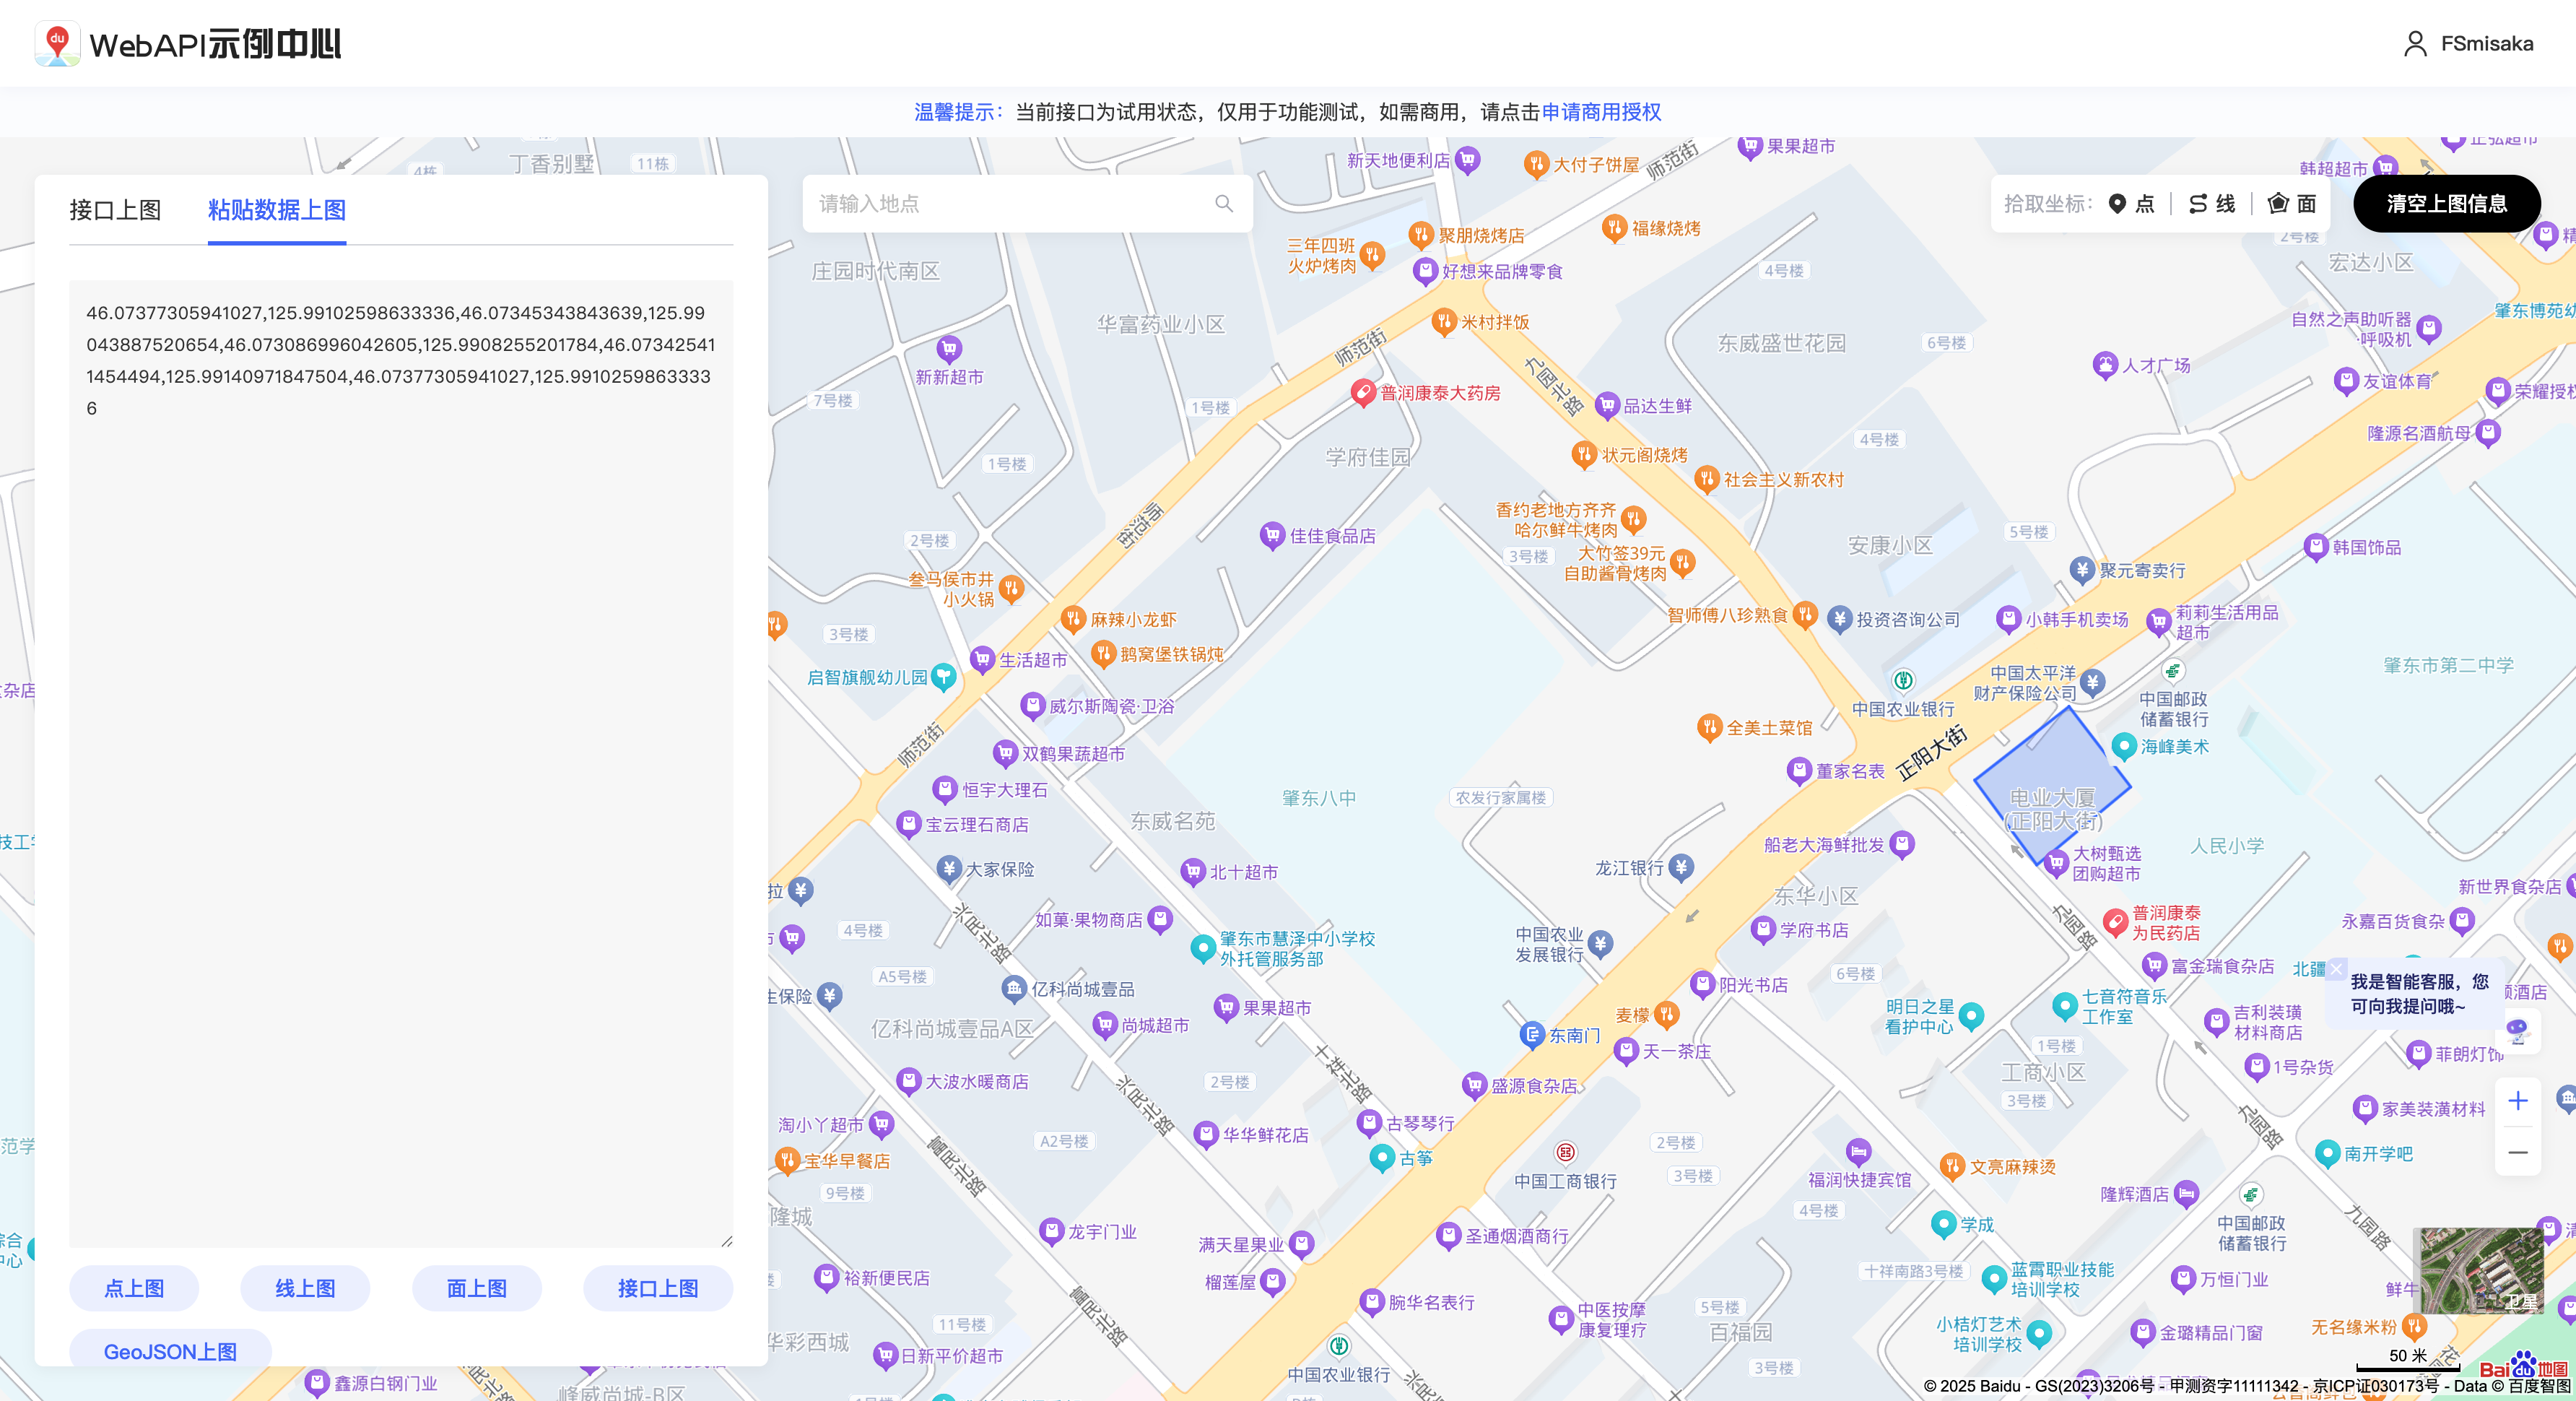 WebAPI示例中心
FSmisaka
温馨提示：当前接口为试用状态，仅用于功能测试，如需商用，请点击申请商用授权
接口上图
粘贴数据上图
46.07377305941027,125.99102598633336,46.07345343843639,125.99
043887520654,46.073086996042605,125.9908255201784,46.07342541
1454494,125.99140971847504,46.07377305941027,125.9910259863333
6
点上图
线上图
面上图
接口上图
GeoJSON上图
请输入地点
拾取坐标:
点
线
面
清空上图信息
丁香别墅
4栋
11栋
新天地便利店
大付子饼屋
师范街
果果超市
韩超超市
三年四班
火炉烤肉
聚朋烧烤店
福缘烧烤
好想来品牌零食
4号楼
2号楼
宏达小区
庄园时代南区
华富药业小区
米村拌饭
师范街
东威盛世花园
6号楼
自然之声助听器
·呼吸机
肇东博苑幼
人才广场
友谊体育
荣耀授权
新新超市
普润康泰大药房
九园北路
品达生鲜
7号楼
1号楼
隆源名酒航母
4号楼
1号楼
学府佳园
状元阁烧烤
社会主义新农村
师范街
香约老地方齐齐
哈尔鲜牛烤肉
佳佳食品店
2号楼
3号楼
大竹签39元
自助酱骨烤肉
安康小区
5号楼
韩国饰品
聚元寄卖行
叁马侯市井
小火锅
麻辣小龙虾
3号楼
智师傅八珍熟食
投资咨询公司
小韩手机卖场
莉莉生活用品
超市
生活超市
鹅窝堡铁锅炖
启智旗舰幼儿园
肇东市第二中学
中国太平洋
财产保险公司
中国农业银行
中国邮政
储蓄银行
威尔斯陶瓷·卫浴
全美土菜馆
师范街
双鹤果蔬超市
正阳大街
海峰美术
董家名表
恒宇大理石
肇东八中
农发行家属楼
电业大厦
(正阳大街)
宝云理石商店
东威名苑
船老大海鲜批发
人民小学
大家保险
北十超市
龙江银行
大树甄选
团购超市
东华小区
新世界食杂店
拉
兴民北路
如菓·果物商店
4号楼
肇东市慧泽中小学校
外托管服务部
中国农业
发展银行
学府书店
九园路
普润康泰
为民药店
永嘉百货食杂
A5号楼
6号楼
阳光书店
富金瑞食杂店
北疆
我是智能客服，您
可向我提问哦~
生保险
亿科尚城壹品
果果超市
尚城超市
亿科尚城壹品A区
麦檬
东南门
天一茶庄
明日之星
看护中心
七音符音乐
工作室
吉利装璜
材料商店
1号楼
工商小区
1号杂货
菲朗灯饰
大波水暖商店
兴民北路
2号楼
十祥北路
盛源食杂店
3号楼
家美装潢材料
淘小丫超市
华华鲜花店
古琴琴行
A2号楼
古筝
2号楼
3号楼
九园路
南开学吧
宝华早餐店
富民北路
9号楼
中国工商银行
福润快捷宾馆
文亮麻辣烫
隆辉酒店
4号楼
隆城
龙宇门业
满天星果业
圣通烟酒商行
学成
中国邮政
储蓄银行
九园路
裕新便民店
榴莲屋
腕华名表行
十祥南路3号楼
蓝霄职业技能
培训学校
万恒门业
鲜牛
卫星
富民北路
中医按摩
康复理疗
5号楼
百福园
小桔灯艺术
培训学校
金璐精品门窗
无名缘米粉
11号楼
华彩西城
日新平价超市
中国农业银行
3号楼
50 米
Baidu地图
鑫源白钢门业
峰威尚城-B区
© 2025 Baidu - GS(2023)3206号 - 甲测资字11111342 - 京ICP证030173号 - Data © 百度智图